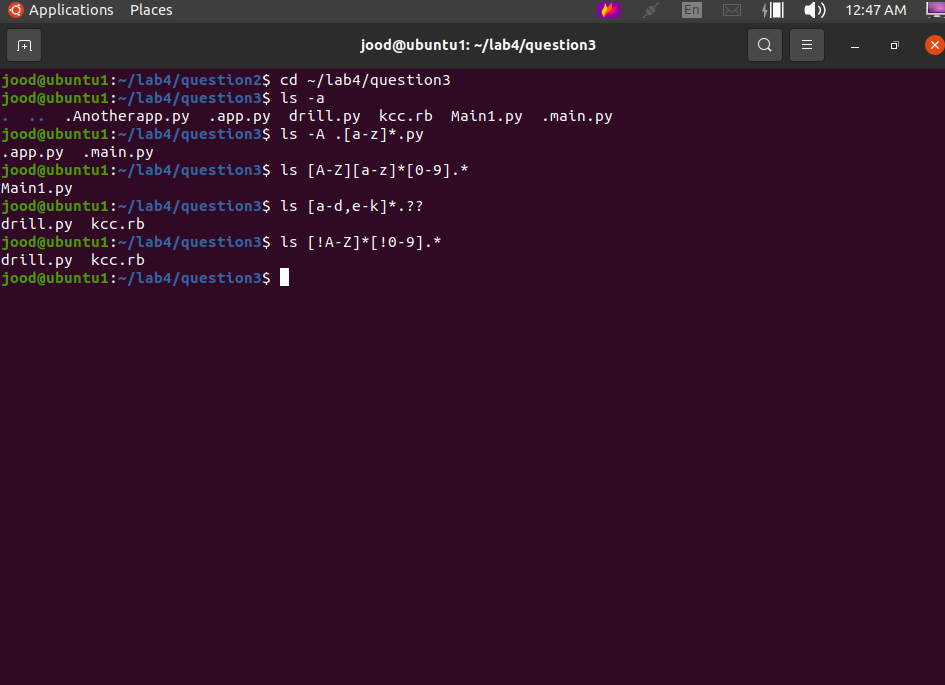 Applications Places En 12:47 AM
jood@ubuntu1: ~/lab4/question3
jood@ubuntu1:~/lab4/question2$ cd ~/lab4/question3
jood@ubuntu1:~/lab4/question3$ ls -a
. .. .Anotherapp.py .app.py drill.py kcc.rb Main1.py .main.py
jood@ubuntu1:~/lab4/question3$ ls -A .[a-z]*.py
.app.py .main.py
jood@ubuntu1:~/lab4/question3$ ls [A-Z][a-z]*[0-9].*
Main1.py
jood@ubuntu1:~/lab4/question3$ ls [a-d,e-k]*.??
drill.py kcc.rb
jood@ubuntu1:~/lab4/question3$ ls [!A-Z]*[!0-9].*
drill.py kcc.rb
jood@ubuntu1:~/lab4/question3$